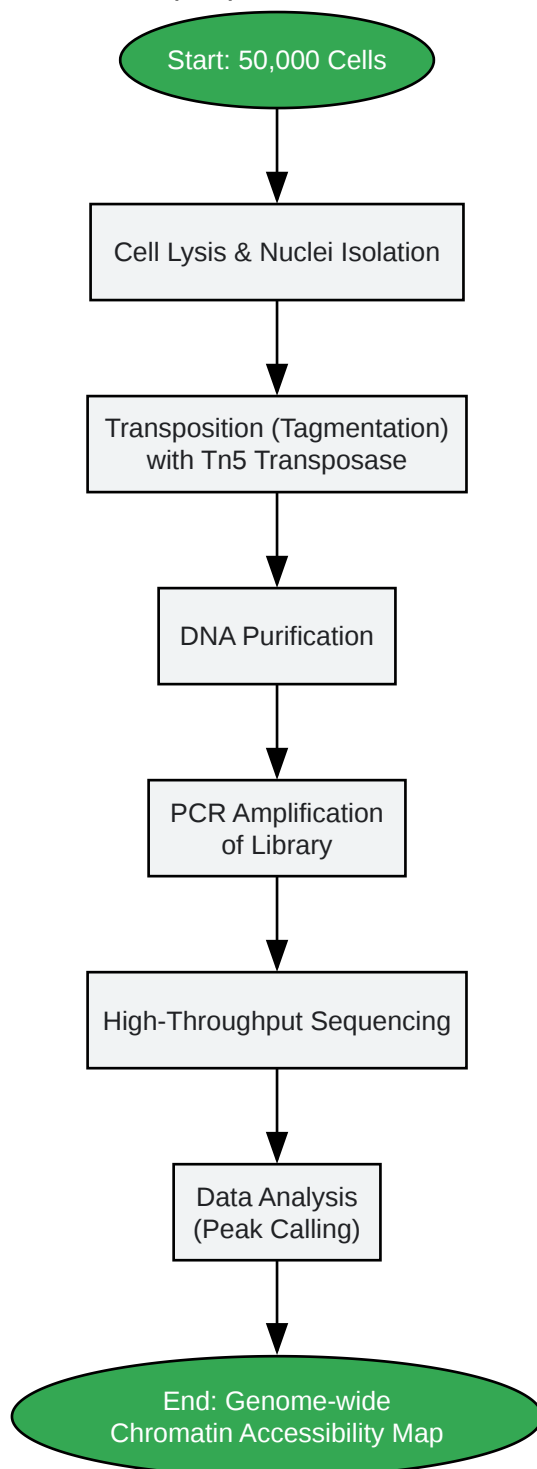 Start: 50,000 Cells
Cell Lysis & Nuclei Isolation
Transposition (Tagmentation)
with Tn5 Transposase
DNA Purification
PCR Amplification
of Library
High-Throughput Sequencing
Data Analysis
(Peak Calling)
End: Genome-wide
Chromatin Accessibility Map